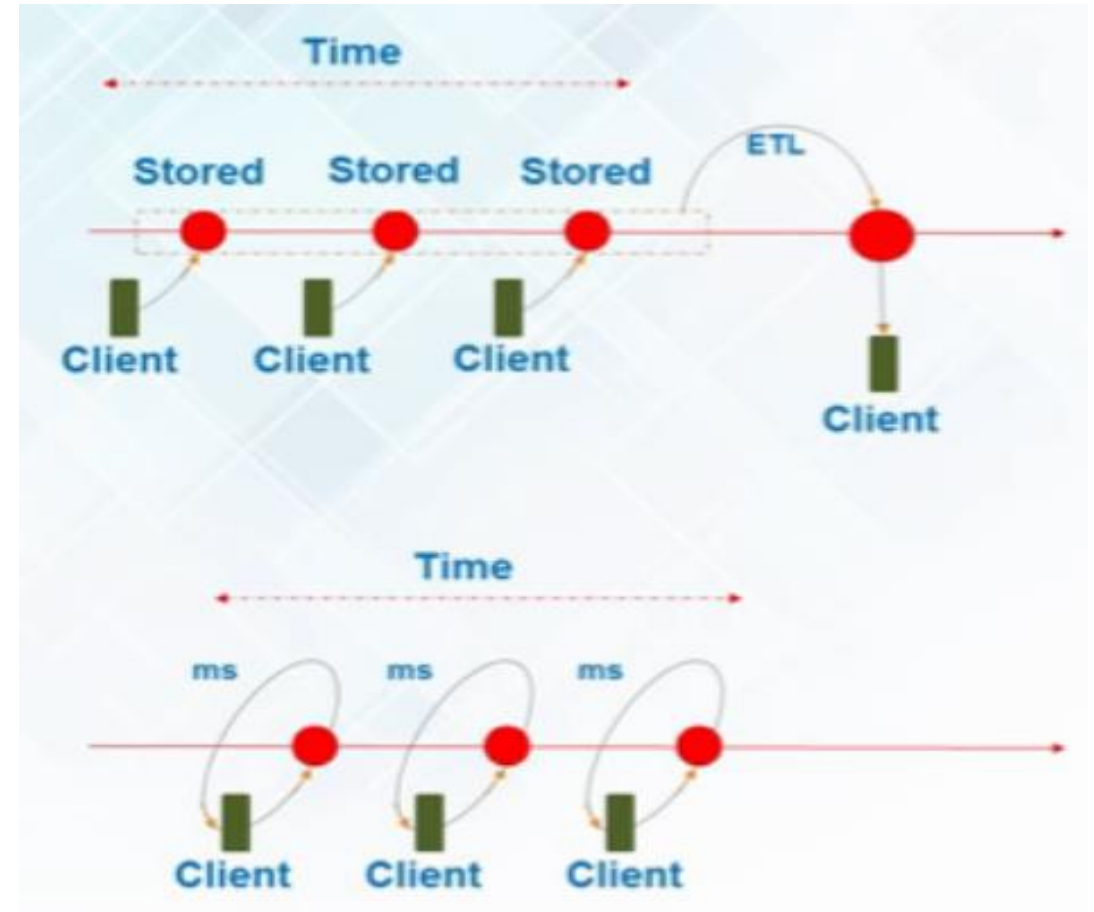 Time
ETL
Stored Stored Stored
Client Client Client
Client
Time
ms ms ms
Client Client Client